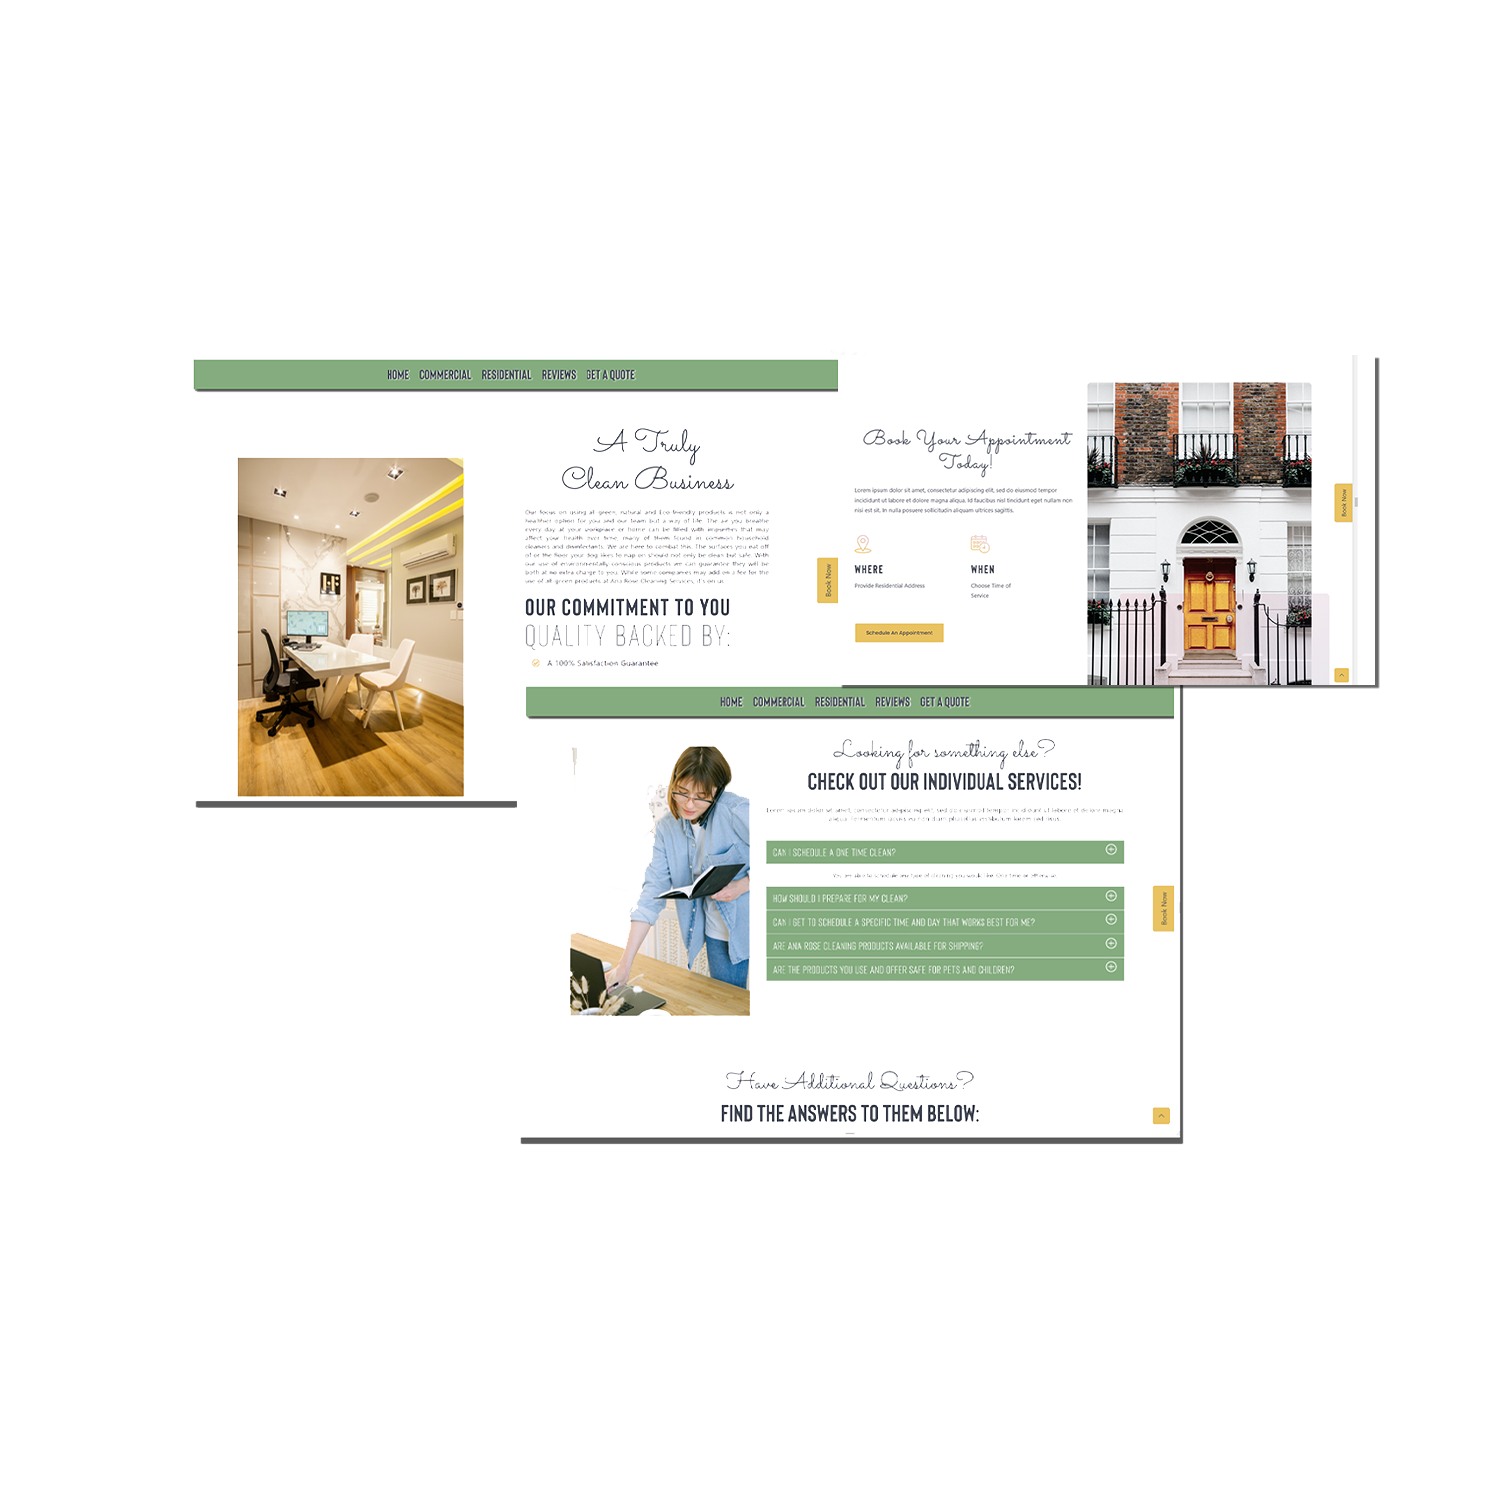 HOME COMMERCIAL RESIDENTIAL REVIEWS GET A QUOTE
A Truly
Clean Business
Our focus on using all green, natural and Eco friendly products is not only a
healthier option for you and our team but a way of life. The air you breathe
every day at your workplace or home can be filled with impurities that may
affect your health over time, many of them found in common household
cleaners and disinfectants. We are here to combat this. The surfaces you eat off
of or the floor your dog likes to nap on should not only be clean but safe. With
our use of environmentally conscious products we can guarantee they will be
both at no extra charge to you. While some companies may add on a fee for the
use of all green products at Ana Rose Cleaning Services, it's on us.
OUR COMMITMENT TO YOU
QUALITY BACKED BY:
A 100% Satisfaction Guarantee
Book Now
Book Your Appointment
Today!
Lorem ipsum dolor sit amet, consectetur adipiscing elit, sed do eiusmod tempor
incididunt ut labore et dolore magna aliqua. Id faucibus nisl tincidunt eget nullam non
nisi est sit. In nulla posuere sollicitudin aliquam ultrices sagittis.
WHERE
Provide Residential Address
WHEN
Choose Time of
Service
Schedule An Appointment
Book Now
HOME COMMERCIAL RESIDENTIAL REVIEWS GET A QUOTE
Looking for something else?
CHECK OUT OUR INDIVIDUAL SERVICES!
CAN I SCHEDULE A ONE TIME CLEAN?
HOW SHOULD I PREPARE FOR MY CLEAN?
CAN I GET TO SCHEDULE A SPECIFIC TIME AND DAY THAT WORKS BEST FOR ME?
ARE ANA ROSE CLEANING PRODUCTS AVAILABLE FOR SHIPPING?
ARE THE PRODUCTS YOU USE AND OFFER SAFE FOR PETS AND CHILDREN?
Book Now
Have Additional Questions?
FIND THE ANSWERS TO THEM BELOW: